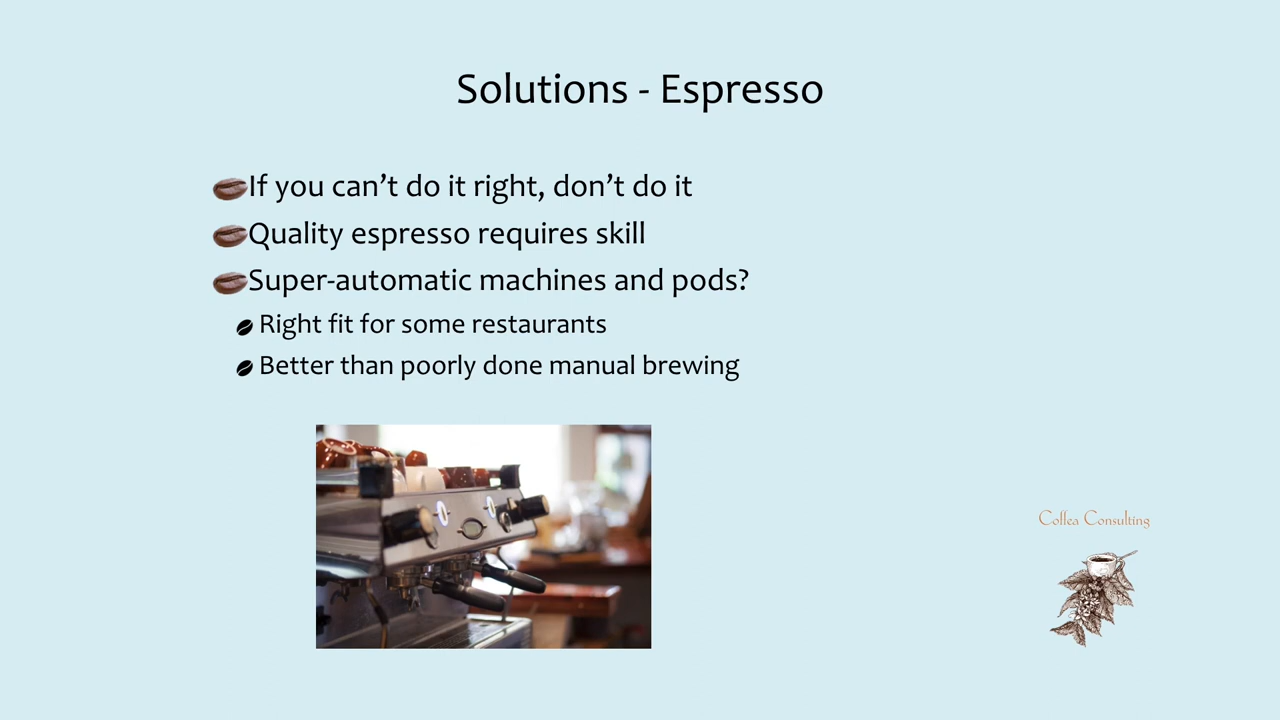 Solutions - Espresso
If you can’t do it right, don’t do it
Quality espresso requires skill
Super-automatic machines and pods?
Right fit for some restaurants
Better than poorly done manual brewing
Coffea Consulting